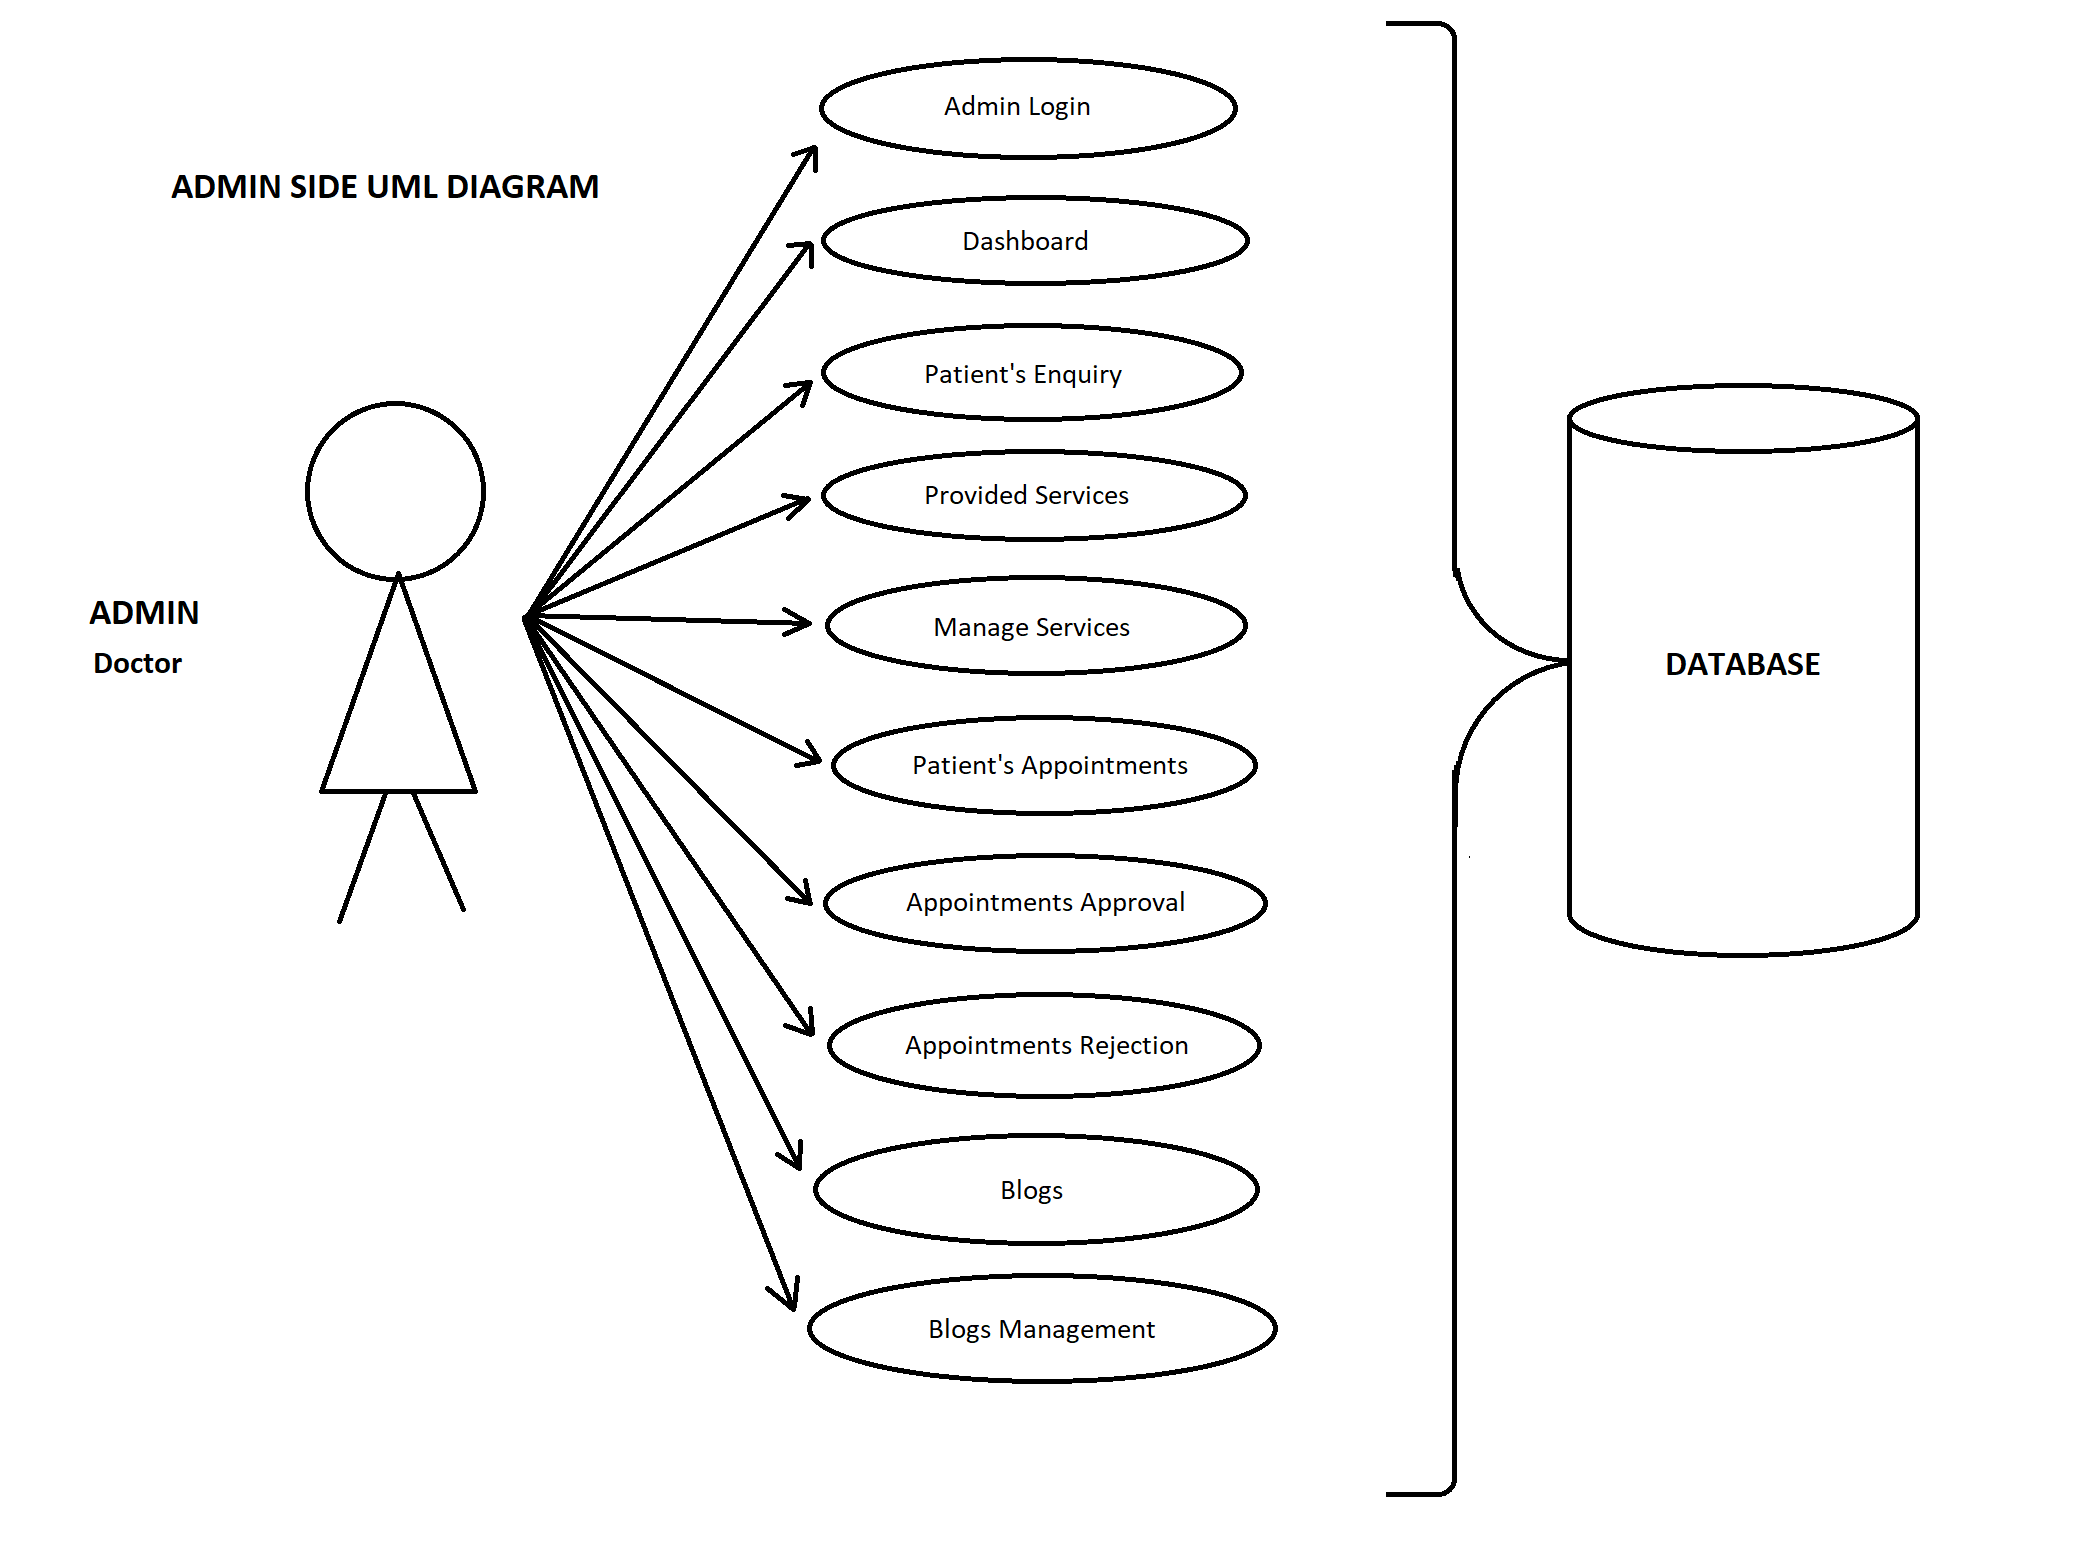 ADMIN SIDE UML DIAGRAM
ADMIN
Doctor
Admin Login
Dashboard
Patient's Enquiry
Provided Services
Manage Services
Patient's Appointments
Appointments Approval
Appointments Rejection
Blogs
Blogs Management
DATABASE